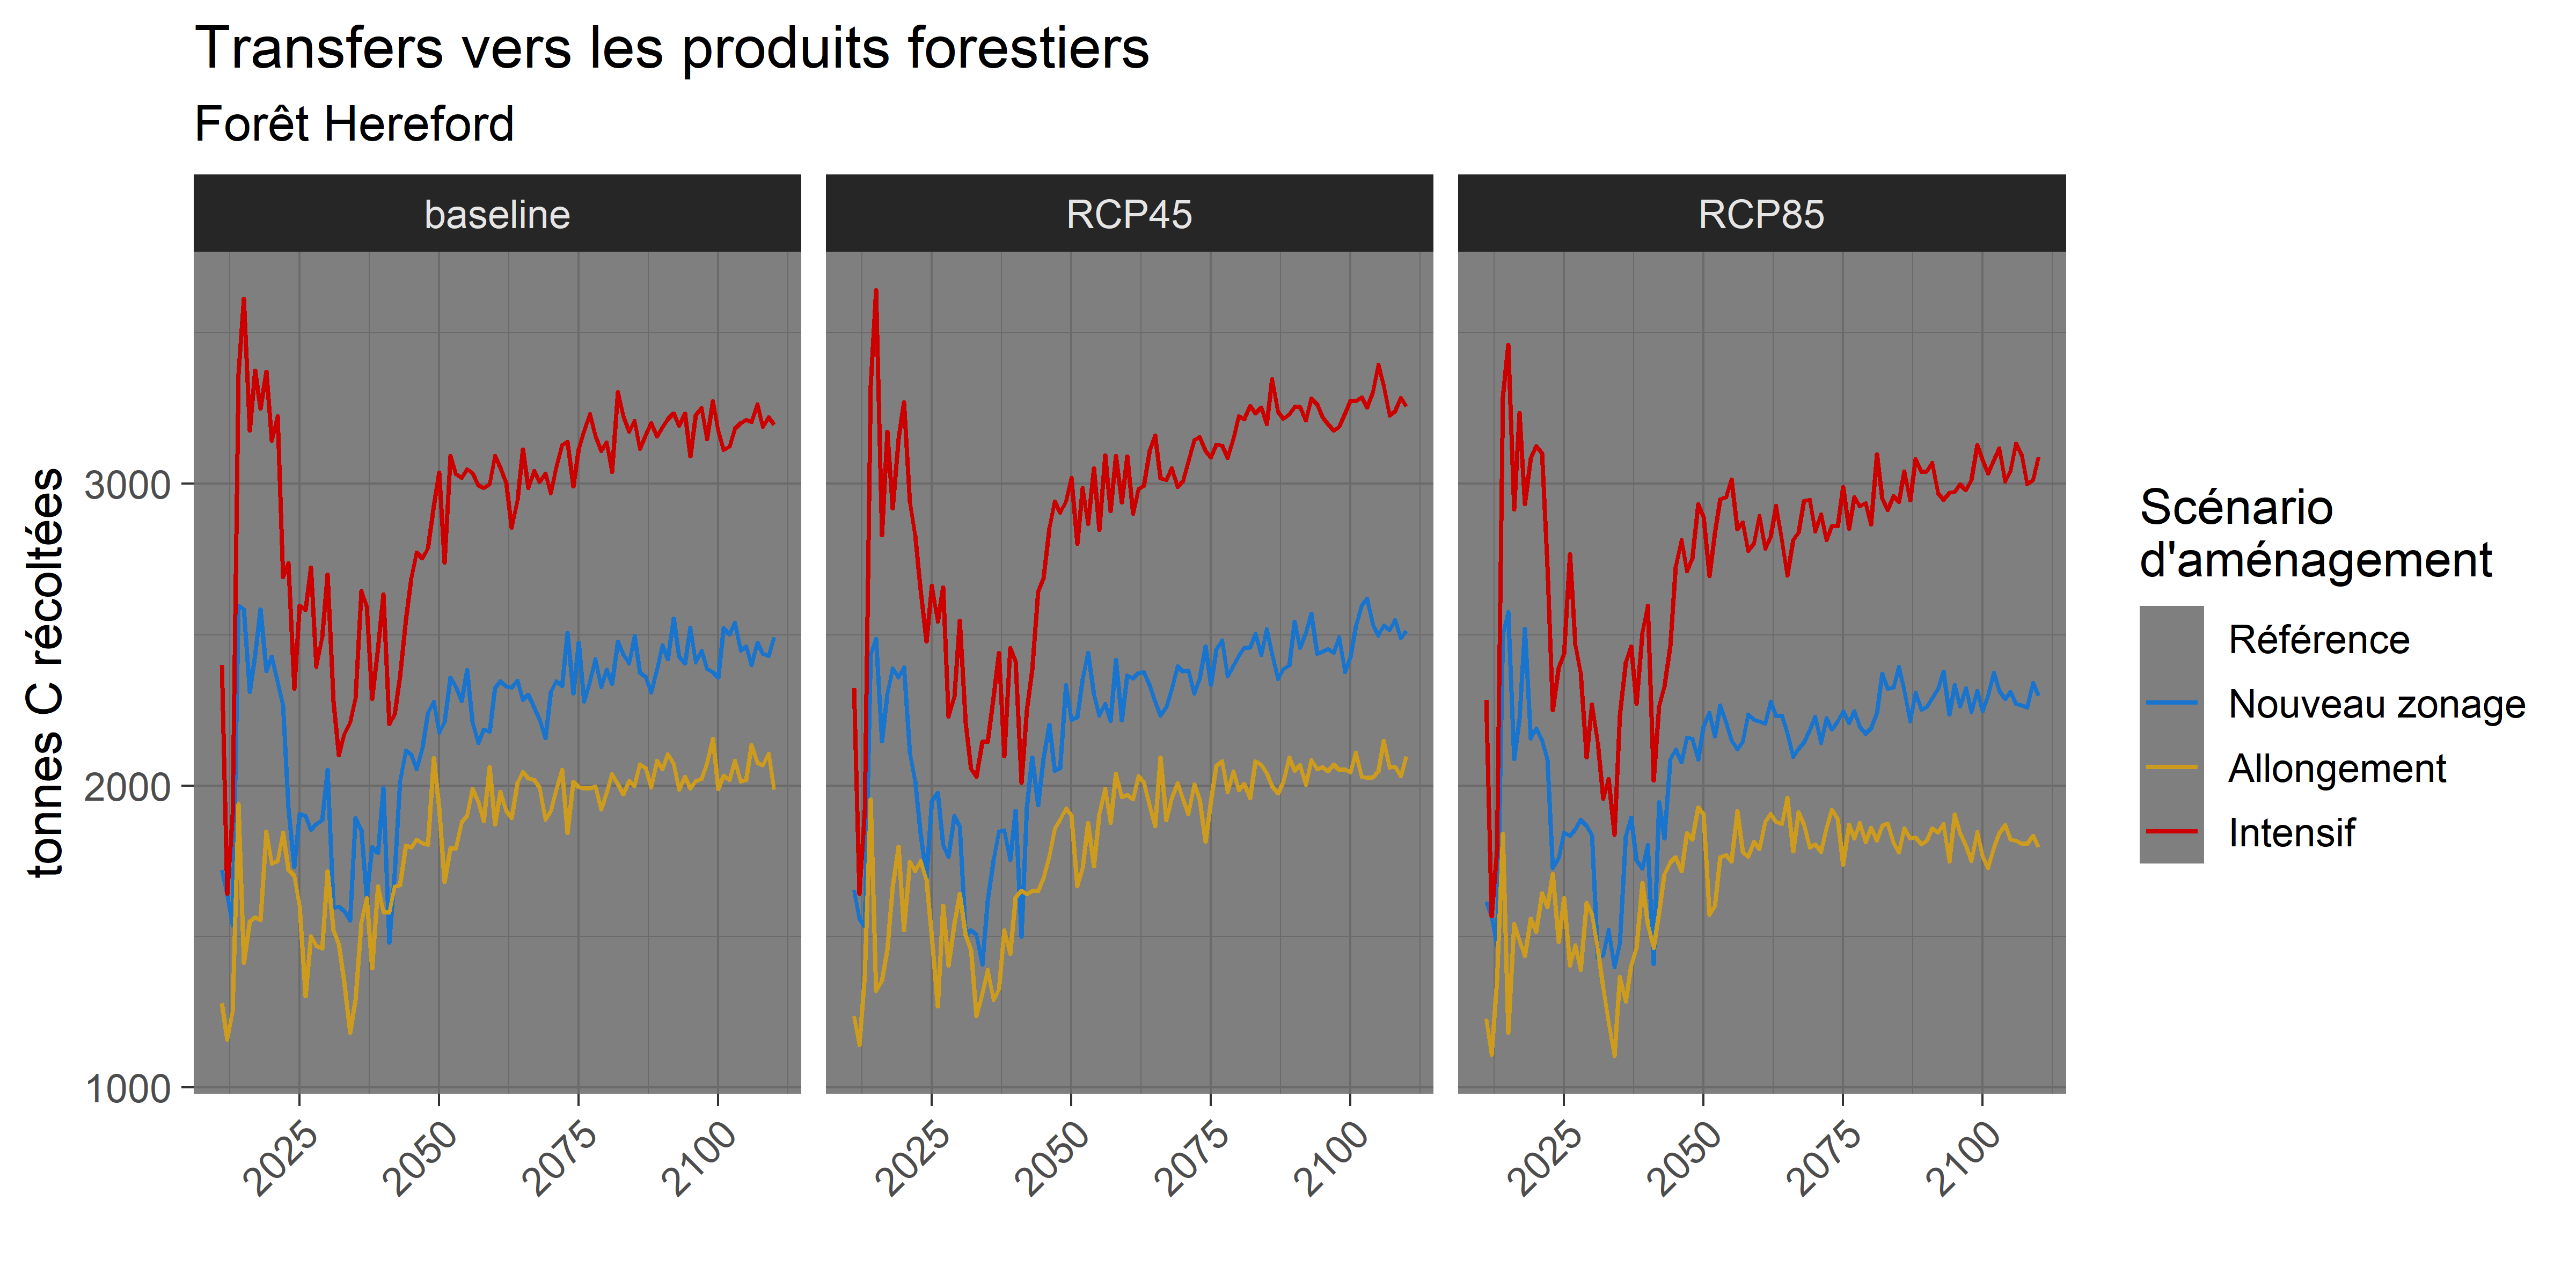 Transfers vers les produits forestiers
Forêt Hereford
baseline
RCP45
RCP85
tonnes C récoltées
3000
2000
1000
2025
2050
2075
2100
2025
2050
2075
2100
2025
2050
2075
2100
Scénario
d'aménagement
Référence
Nouveau zonage
Allongement
Intensif